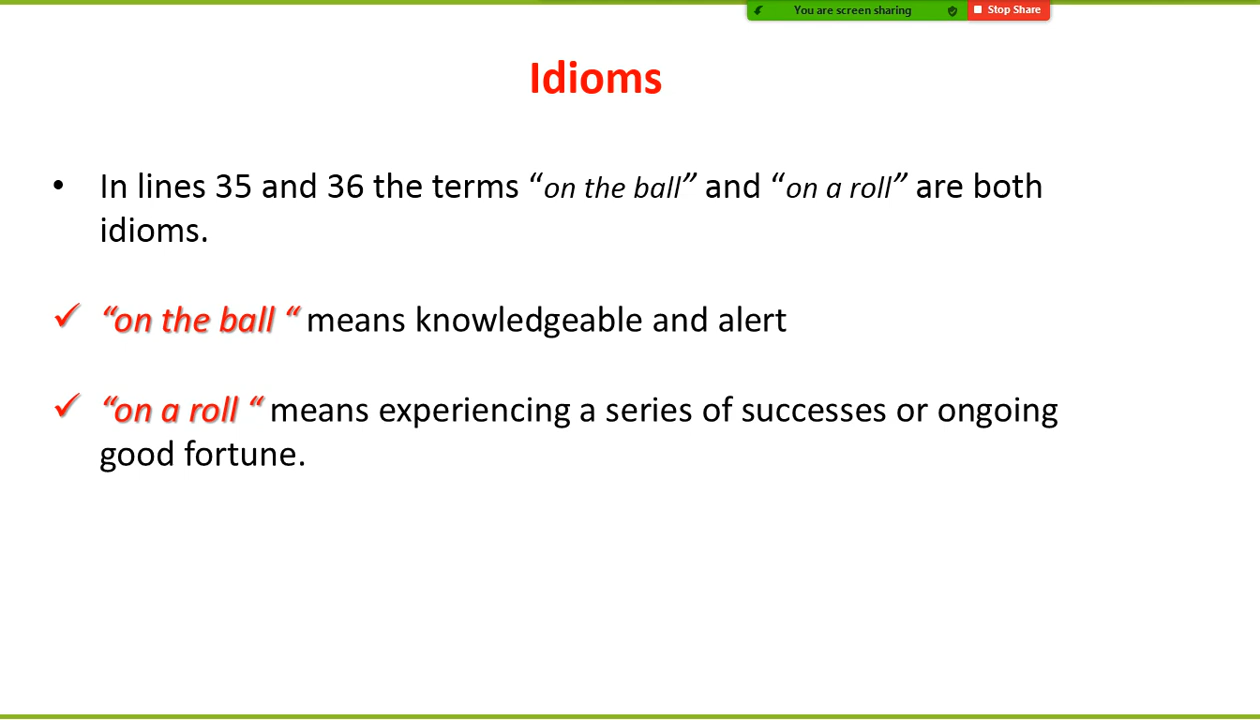 You are screen sharing
Stop Share
Idioms
• In lines 35 and 36 the terms “on the ball” and “on a roll” are both
idioms.
✓ “on the ball “ means knowledgeable and alert
✓ “on a roll “ means experiencing a series of successes or ongoing
good fortune.